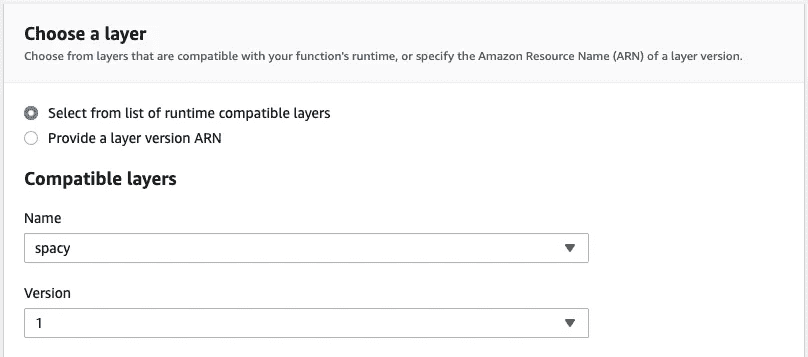 Choose a layer
Choose from layers that are compatible with your function's runtime, or specify the Amazon Resource Name (ARN) of a layer version.
Select from list of runtime compatible layers
Provide a layer version ARN
Compatible layers
Name
spacy
Version
1